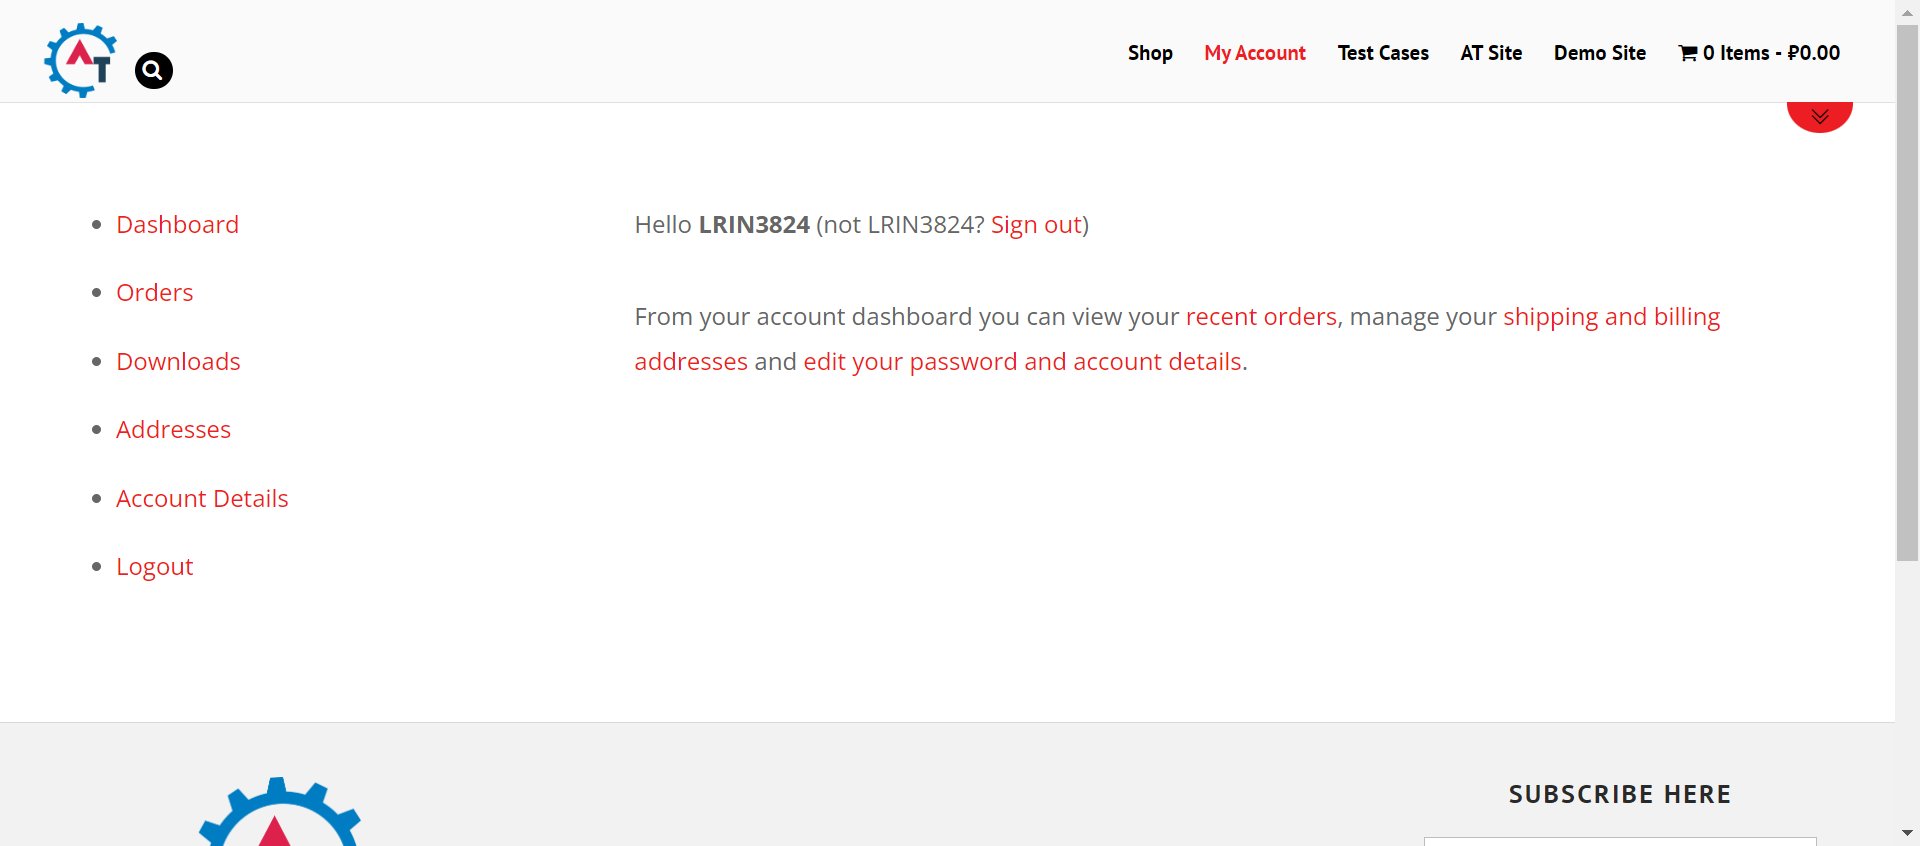 AT
Shop
My Account
Test Cases
AT Site
Demo Site
0 Items - ₽0.00
Dashboard
Orders
Downloads
Addresses
Account Details
Logout
Hello LRIN3824 (not LRIN3824? Sign out)
From your account dashboard you can view your recent orders, manage your shipping and billing
addresses and edit your password and account details.
SUBSCRIBE HERE